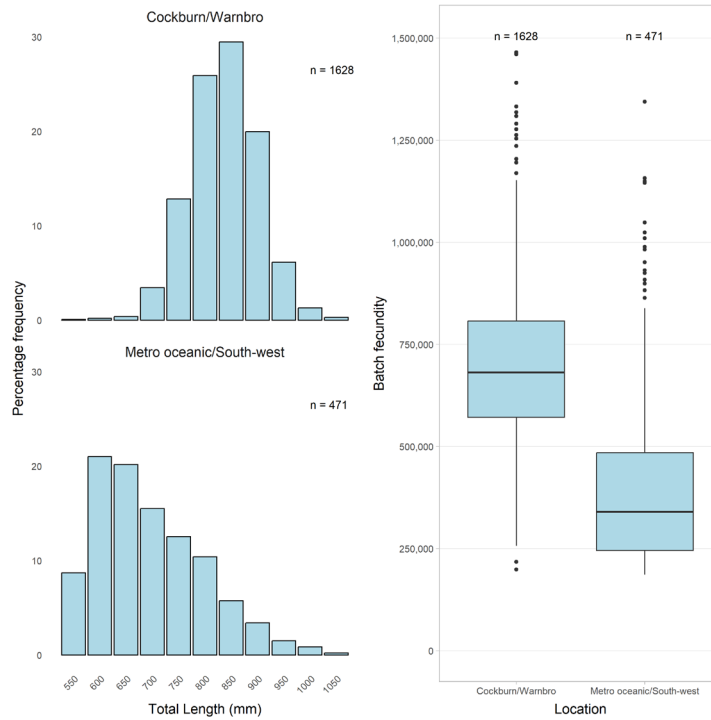 Cockburn/Warnbro
n = 1628
30
20
10
0
Percentage frequency
Metro oceanic/South-west
n = 471
30
20
10
0
550
600
650
700
750
800
850
900
950
1000
1050
Total Length (mm)
n = 1628
n = 471
1,500,000
1,250,000
1,000,000
750,000
500,000
250,000
0
Batch fecundity
Cockburn/Warnbro
Metro oceanic/South-west
Location